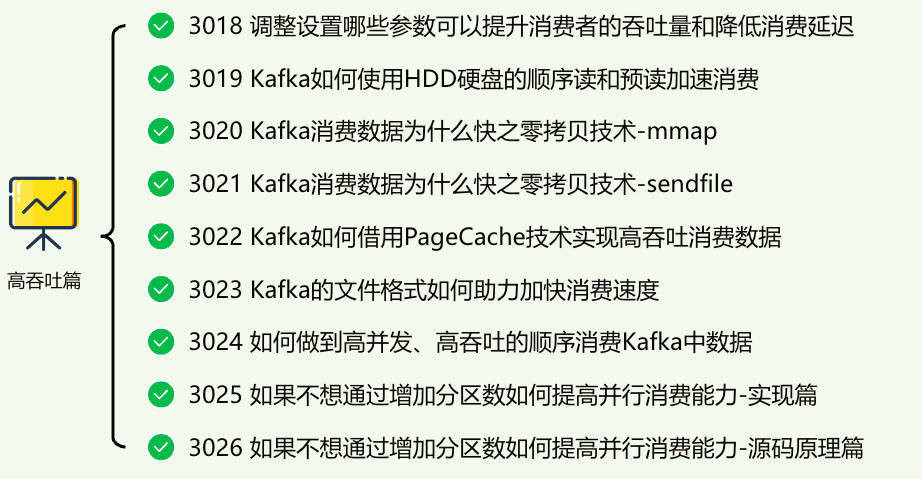 3018 调整设置哪些参数可以提升消费者的吞吐量和降低消费延迟
3019 Kafka如何使用HDD硬盘的顺序读和预读加速消费
3020 Kafka消费数据为什么快之零拷贝技术-mmap
3021 Kafka消费数据为什么快之零拷贝技术-sendfile
3022 Kafka如何借用PageCache技术实现高吞吐消费数据
高吞吐篇
3023 Kafka的文件格式如何助力加快消费速度
3024 如何做到高并发、高吞吐的顺序消费Kafka中数据
3025 如果不想通过增加分区数如何提高并行消费能力-实现篇
3026 如果不想通过增加分区数如何提高并行消费能力-源码原理篇